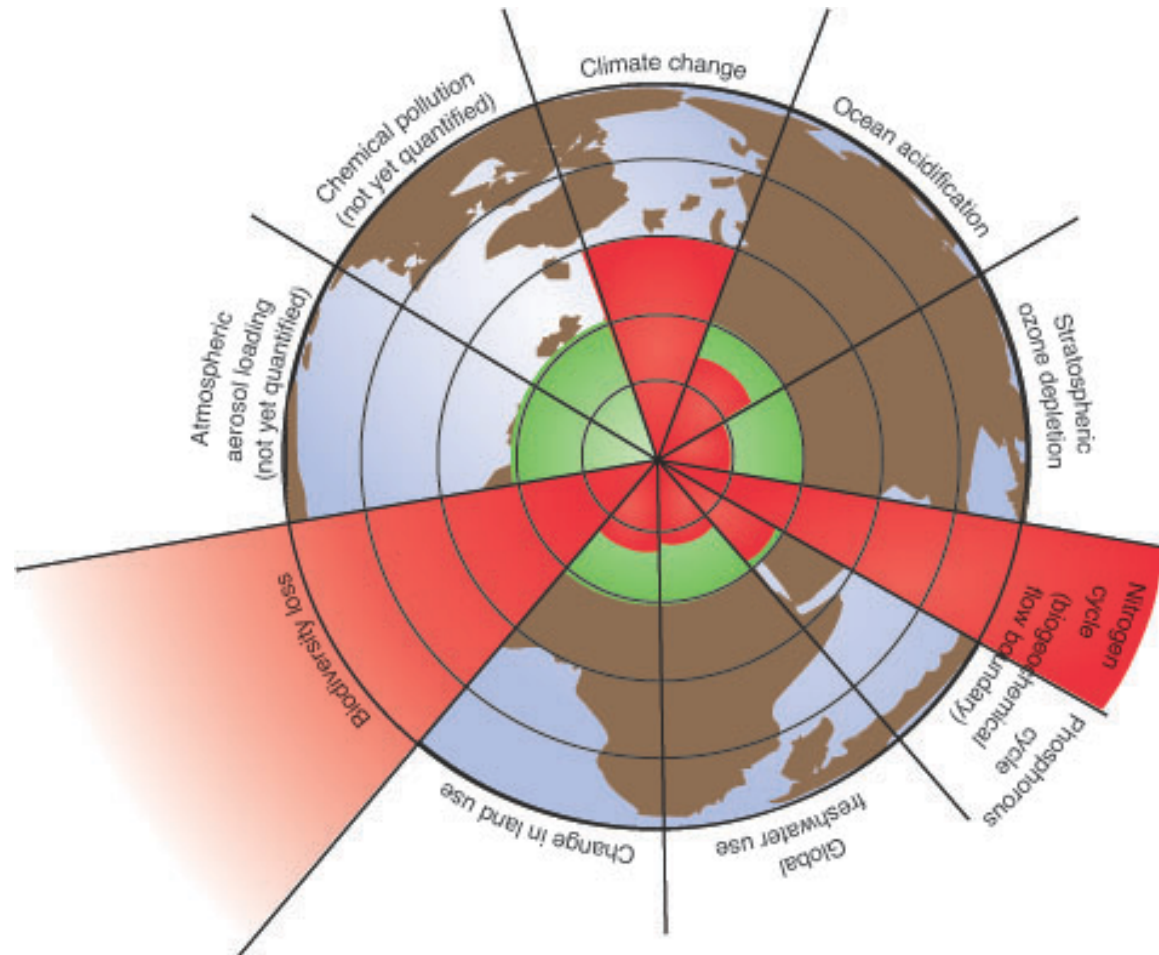 Climate change
Ocean acidification
Stratospheric
ozone depletion
Nitrogen
cycle
(biogeochemical
flow boundary)
Phosphorous
cycle
Global
freshwater use
Change in land use
Biodiversity loss
Atmospheric
aerosol loading
(not yet quantified)
Chemical pollution
(not yet quantified)